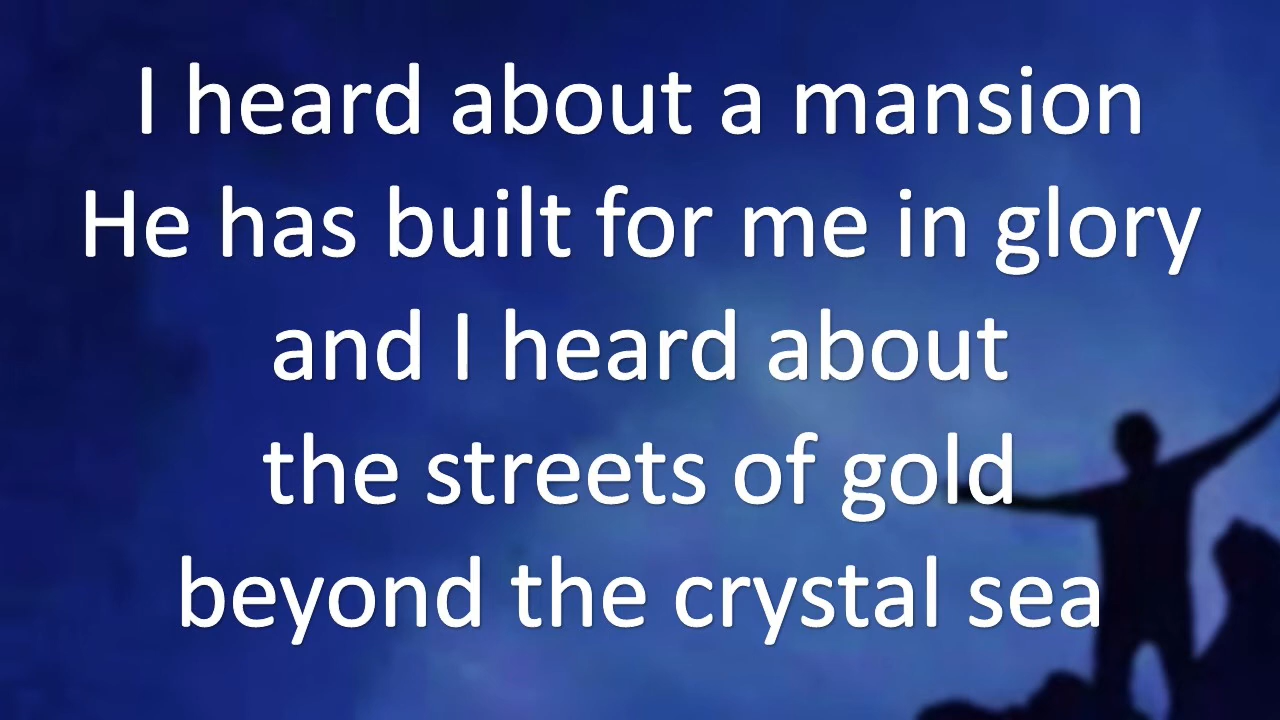 I heard about a mansion
He has built for me in glory
and I heard about
the streets of gold
beyond the crystal sea